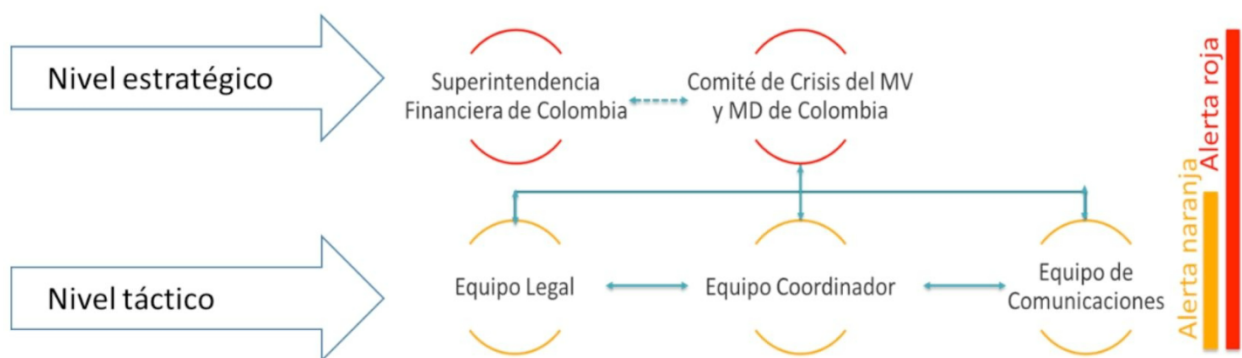 Nivel estratégico
Superintendencia
Financiera de Colombia
Comité de Crisis del MV
y MD de Colombia
Alerta roja
Nivel táctico
Equipo Legal
Equipo Coordinador
Equipo de
Comunicaciones
Alerta naranja